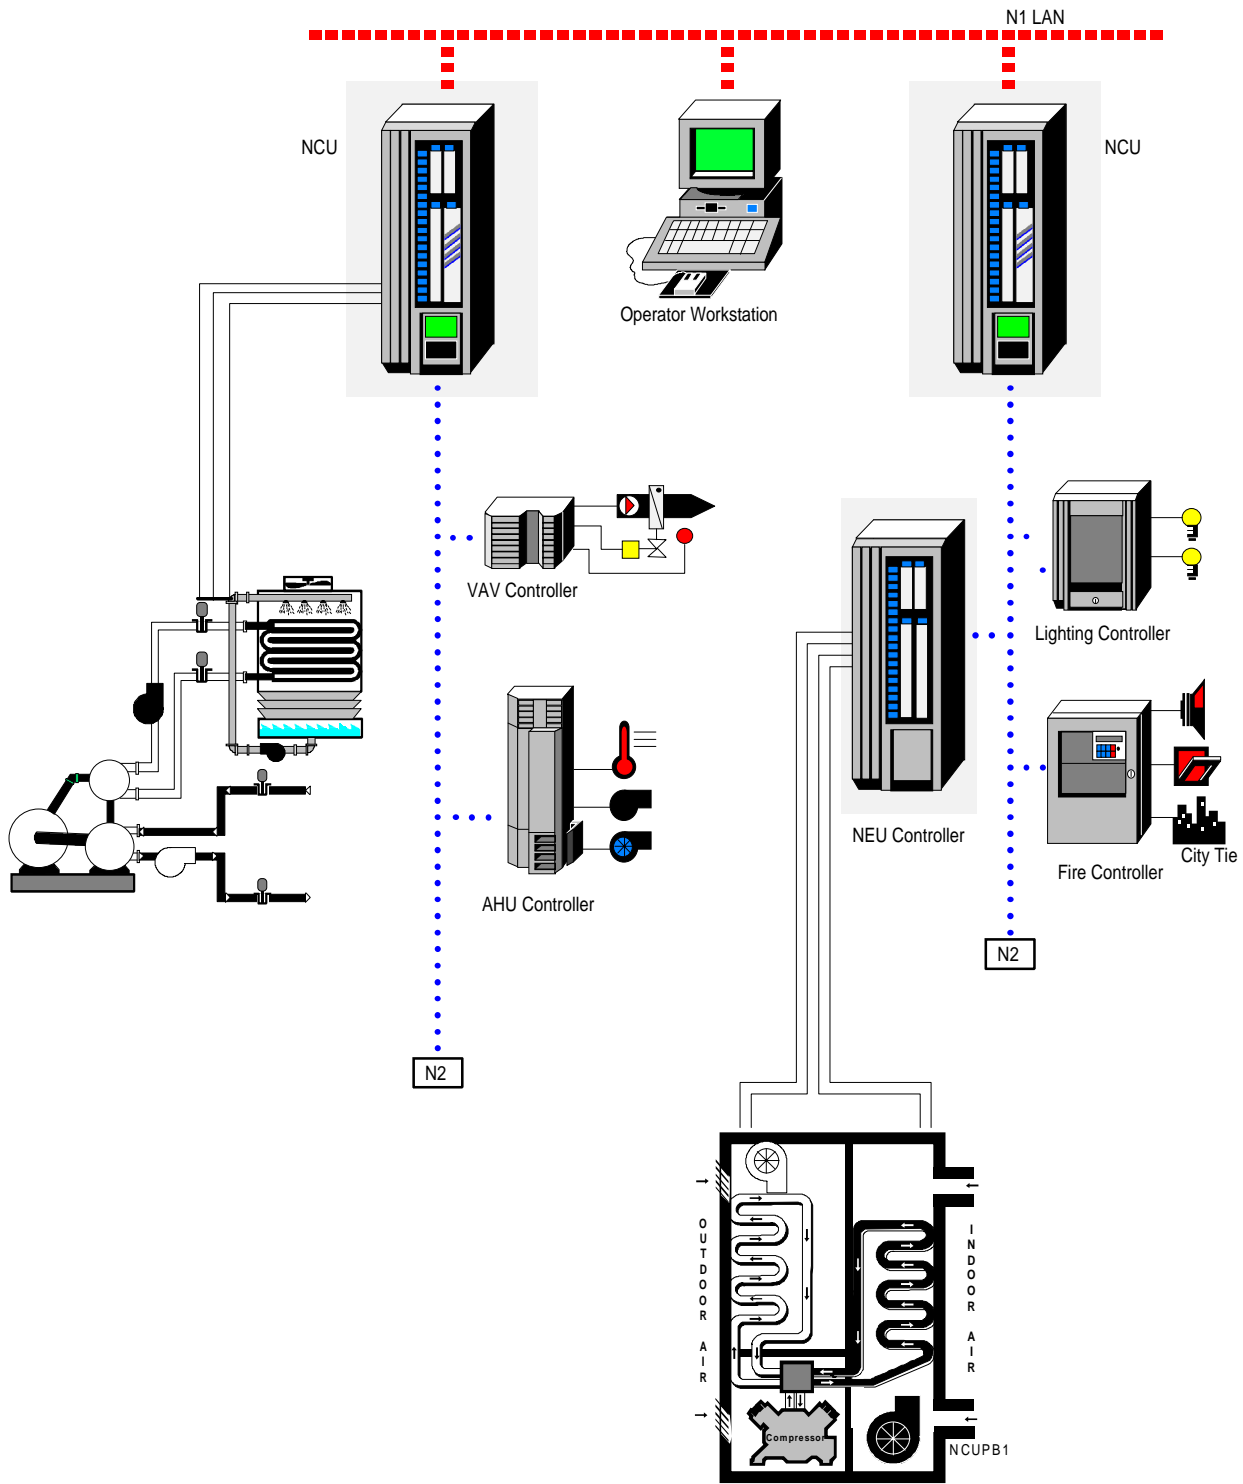 N1 LAN
NCU
NCU
Operator Workstation
VAV Controller
Lighting Controller
NEU Controller
City Tie
Fire Controller
AHU Controller
N2
N2
OUTDOOR AIR
INDOOR AIR
Compressor
NCUPB1